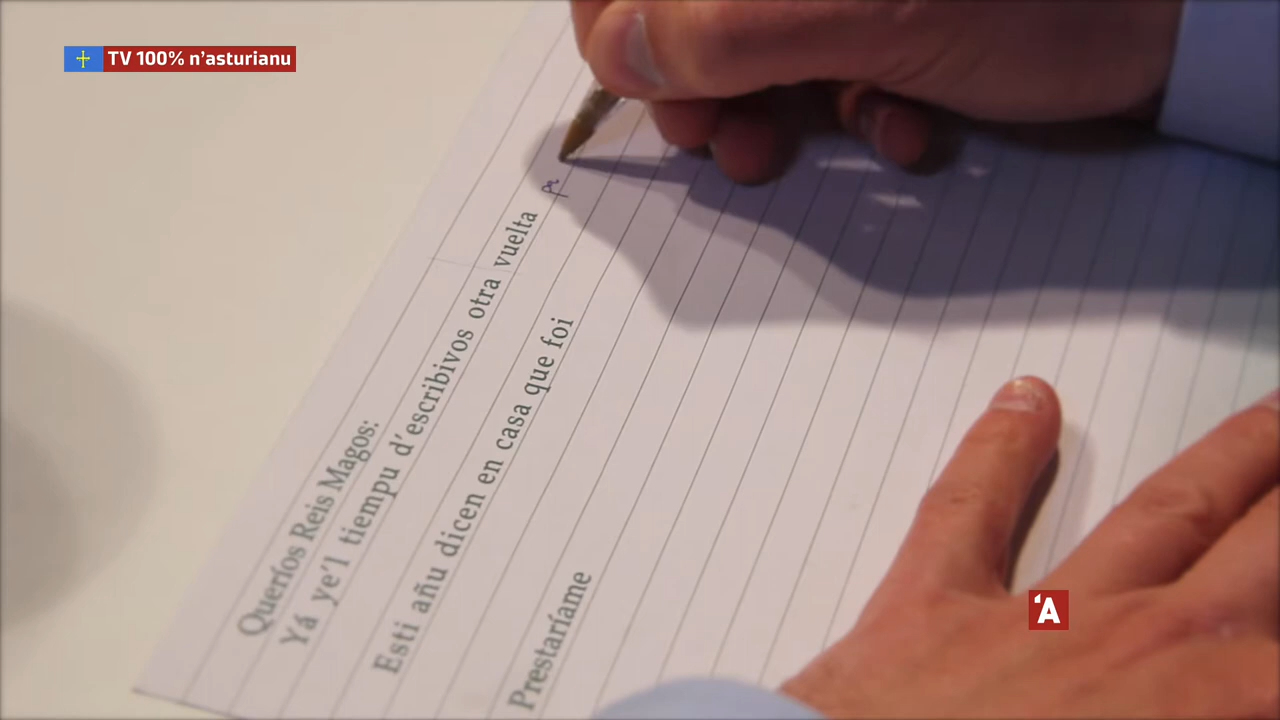 TV 100% n’asturianu
Queríos Reis Magos:
Yá ye’l tiempu d’escribivos otra vuelta
Esti añu dicen en casa que foi
Prestaríame
‘A